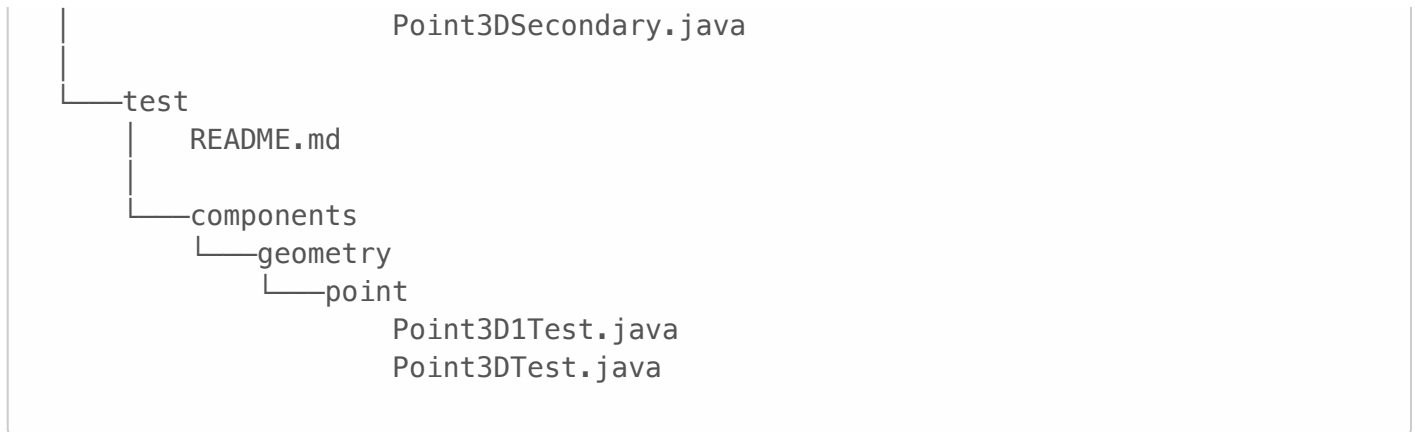 │                   Point3DSecondary.java
│
└───test
    │   README.md
    │
    └───components
        └───geometry
            └───point
                    Point3D1Test.java
                    Point3DTest.java